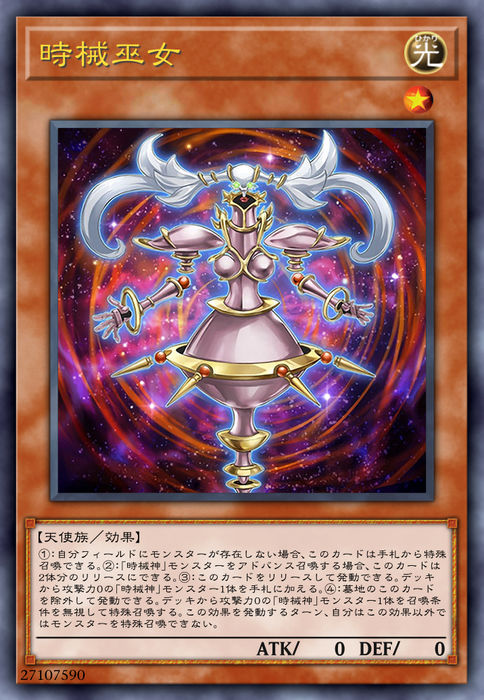 時械巫女
ひかり
光
【天使族／効果】
①：自分フィールドにモンスターが存在しない場合、このカードは手札から特殊
召喚できる。②：「時械神」モンスターをアドバンス召喚する場合、このカードは
2体分のリリースにできる。③：このカードをリリースして発動できる。デッキ
から攻撃力0の「時械神」モンスター1体を手札に加える。④：墓地のこのカード
を除外して発動できる。デッキから攻撃力0の「時械神」モンスター1体を召喚条
件を無視して特殊召喚する。この効果を発動するターン、自分はこの効果以外で
はモンスターを特殊召喚できない。
ATK/ 0 DEF/ 0
27107590